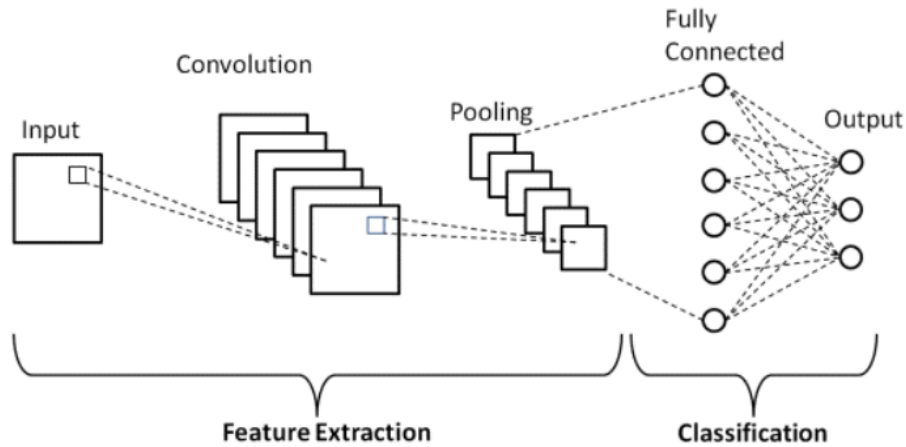 Fully
Connected
Convolution
Pooling
Input
Output
Feature Extraction
Classification